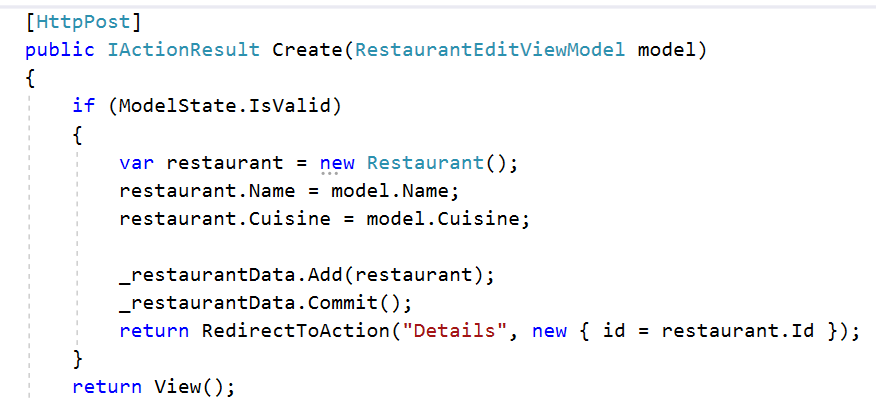 [HttpPost]
public IActionResult Create(RestaurantEditViewModel model)
{
    if (ModelState.IsValid)
    {
        var restaurant = new Restaurant();
        restaurant.Name = model.Name;
        restaurant.Cuisine = model.Cuisine;

        _restaurantData.Add(restaurant);
        _restaurantData.Commit();
        return RedirectToAction("Details", new { id = restaurant.Id });
    }
    return View();